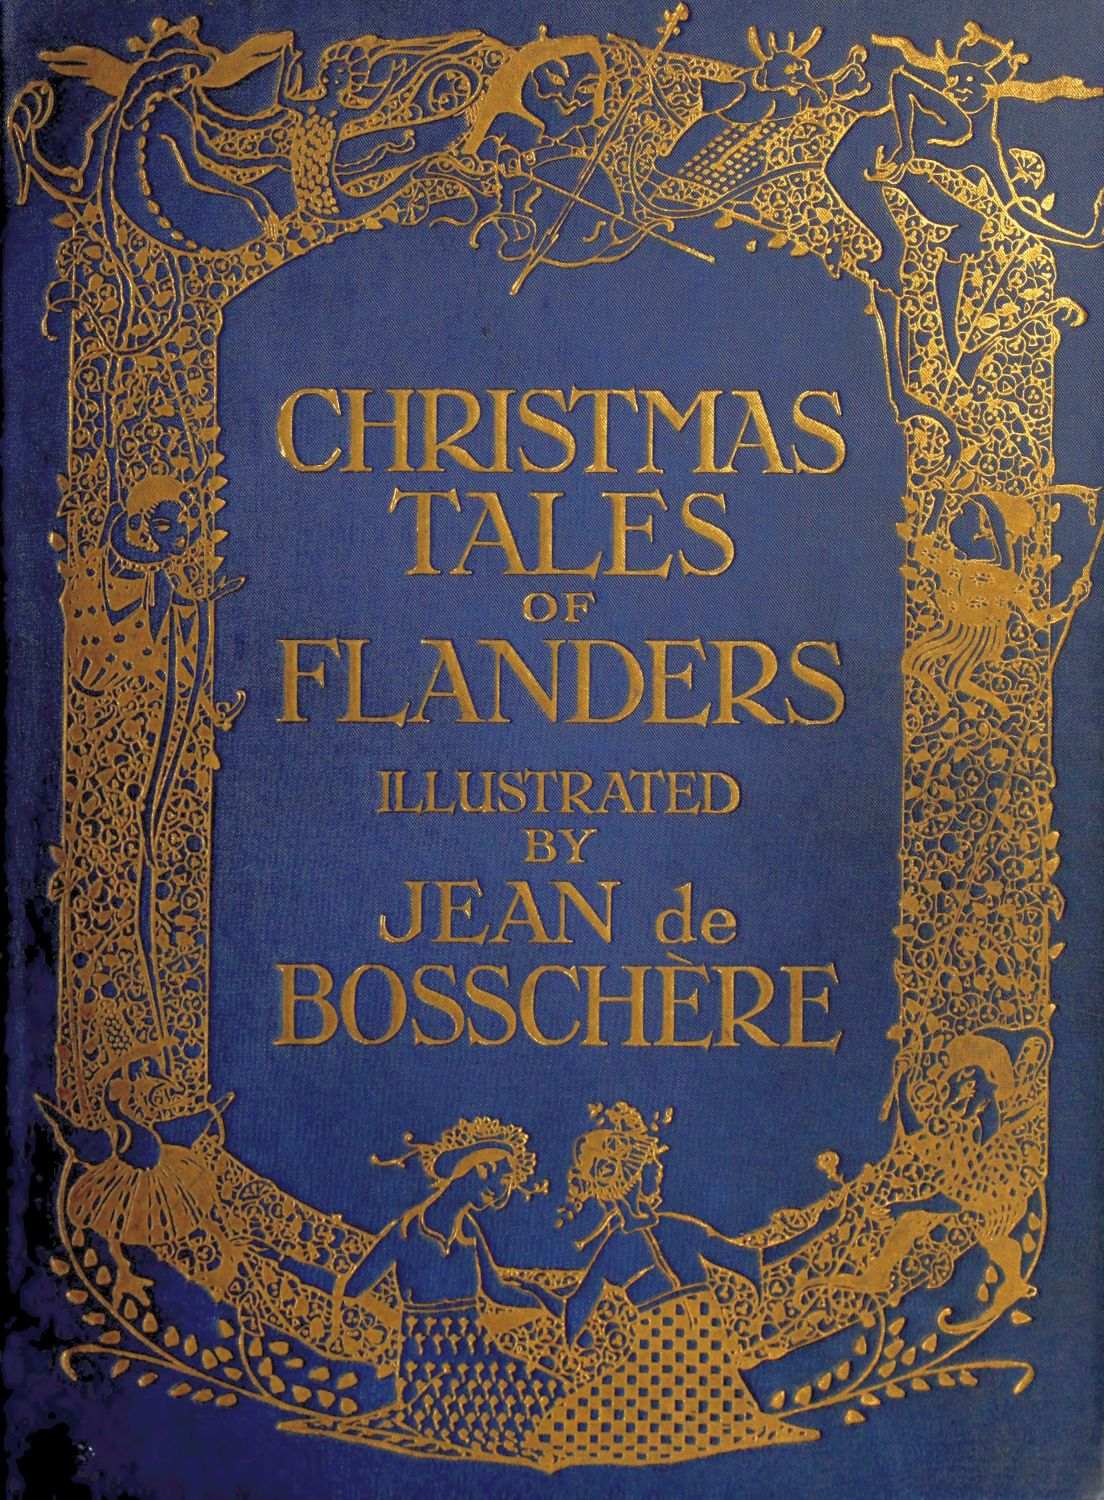 CHRISTMAS
TALES
OF
FLANDERS
ILLUSTRATED
BY
JEAN de
BOSSCHÈRE